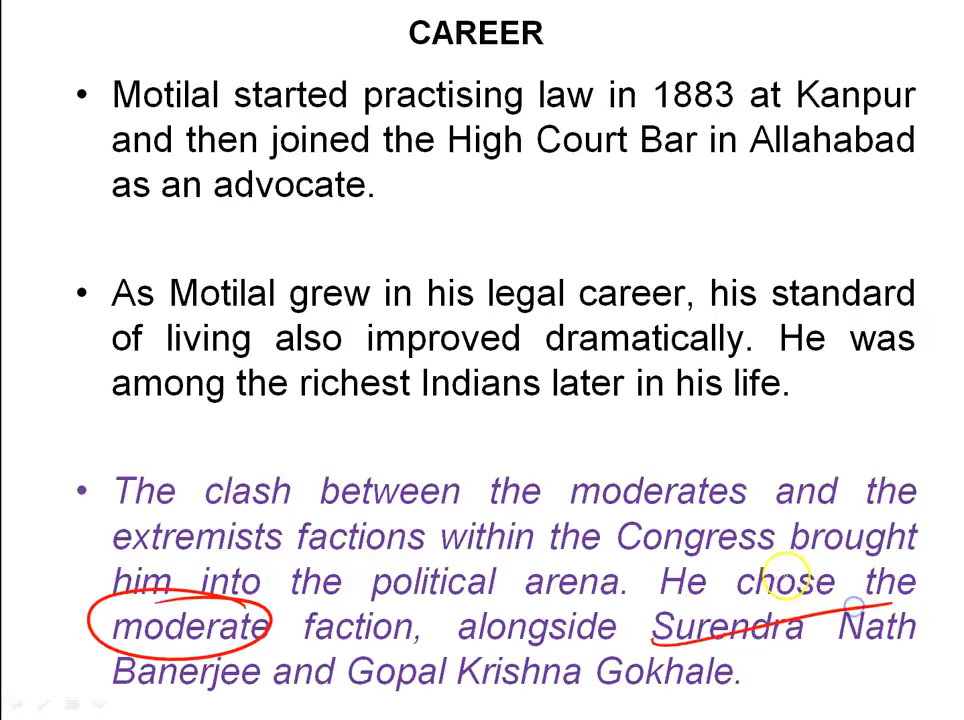 CAREER
• Motilal started practising law in 1883 at Kanpur
and then joined the High Court Bar in Allahabad
as an advocate.
• As Motilal grew in his legal career, his standard
of living also improved dramatically. He was
among the richest Indians later in his life.
• The clash between the moderates and the
extremists factions within the Congress brought
him into the political arena. He chose the
moderate faction, alongside Surendra Nath
Banerjee and Gopal Krishna Gokhale.